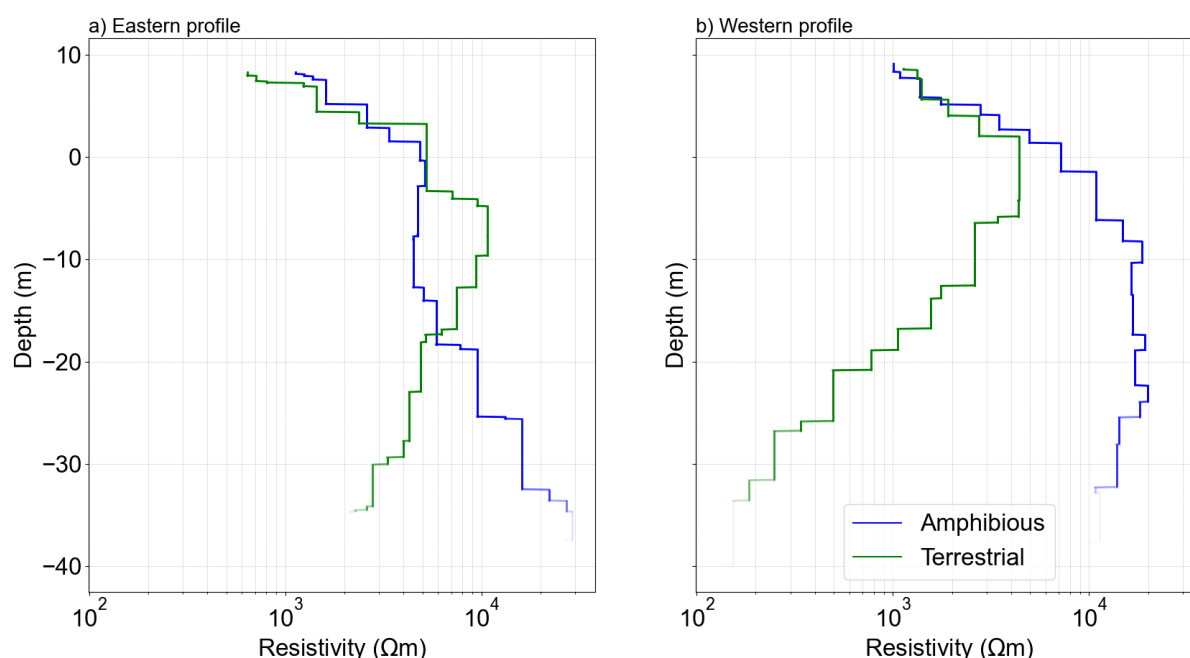 a) Eastern profile
10
0
−10
−20
−30
−40
Depth (m)
10²
10³
10⁴
Resistivity (Ωm)
b) Western profile
Depth (m)
Amphibious
Terrestrial
10²
10³
10⁴
Resistivity (Ωm)